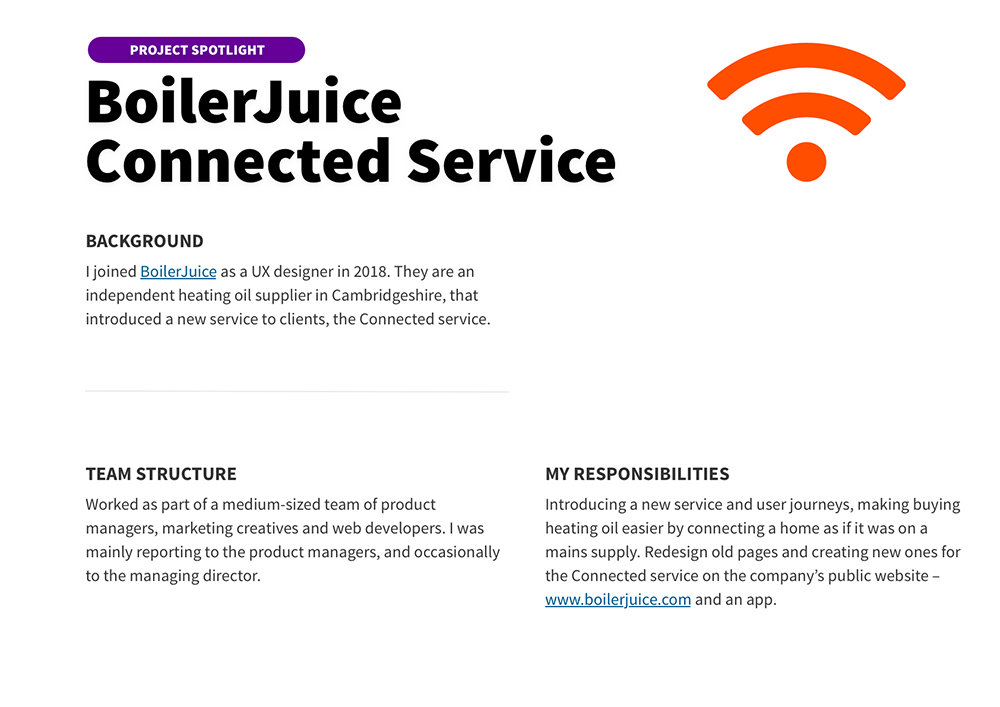 PROJECT SPOTLIGHT
BoilerJuice
Connected Service
BACKGROUND
I joined BoilerJuice as a UX designer in 2018. They are an
independent heating oil supplier in Cambridgeshire, that
introduced a new service to clients, the Connected service.
TEAM STRUCTURE
Worked as part of a medium-sized team of product
managers, marketing creatives and web developers. I was
mainly reporting to the product managers, and occasionally
to the managing director.
MY RESPONSIBILITIES
Introducing a new service and user journeys, making buying
heating oil easier by connecting a home as if it was on a
mains supply. Redesign old pages and creating new ones for
the Connected service on the company’s public website –
www.boilerjuice.com and an app.